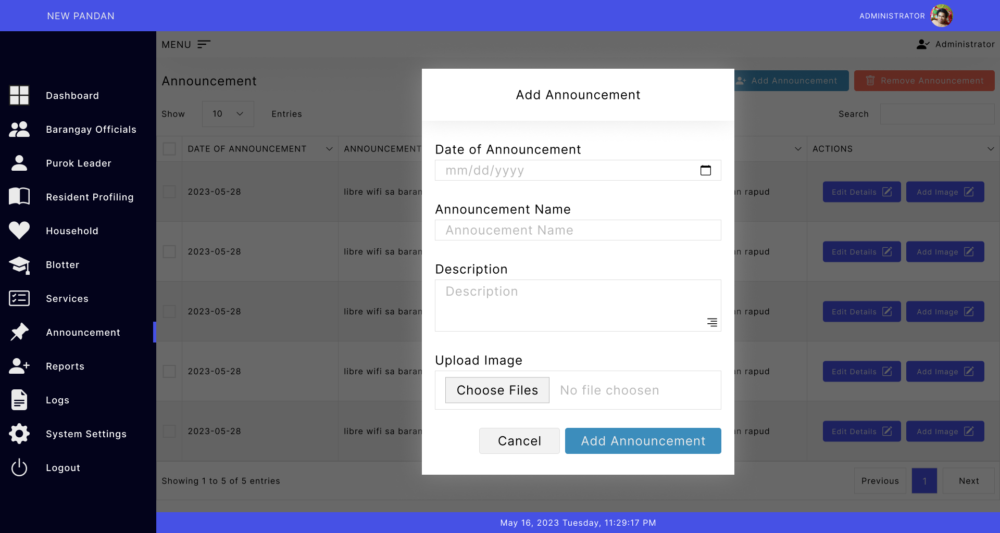 NEW PANDAN
ADMINISTRATOR
MENU
Administrator
Dashboard
Barangay Officials
Purok Leader
Resident Profiling
Household
Blotter
Services
Announcement
Reports
Logs
System Settings
Logout
Announcement
Add Announcement
Remove Announcement
Show 10 Entries
Search
DATE OF ANNOUNCEMENT
ANNOUNCEMENT
ACTIONS
2023-05-28 libre wifi sa baran n rapud Edit Details Add Image
2023-05-28 libre wifi sa baran n rapud Edit Details Add Image
2023-05-28 libre wifi sa baran n rapud Edit Details Add Image
2023-05-28 libre wifi sa baran n rapud Edit Details Add Image
2023-05-28 libre wifi sa baran n rapud Edit Details Add Image
Showing 1 to 5 of 5 entries
Previous 1 Next
Add Announcement
Date of Announcement
mm/dd/yyyy
Announcement Name
Annoucement Name
Description
Description
Upload Image
Choose Files No file choosen
Cancel Add Announcement
May 16, 2023 Tuesday, 11:29:17 PM